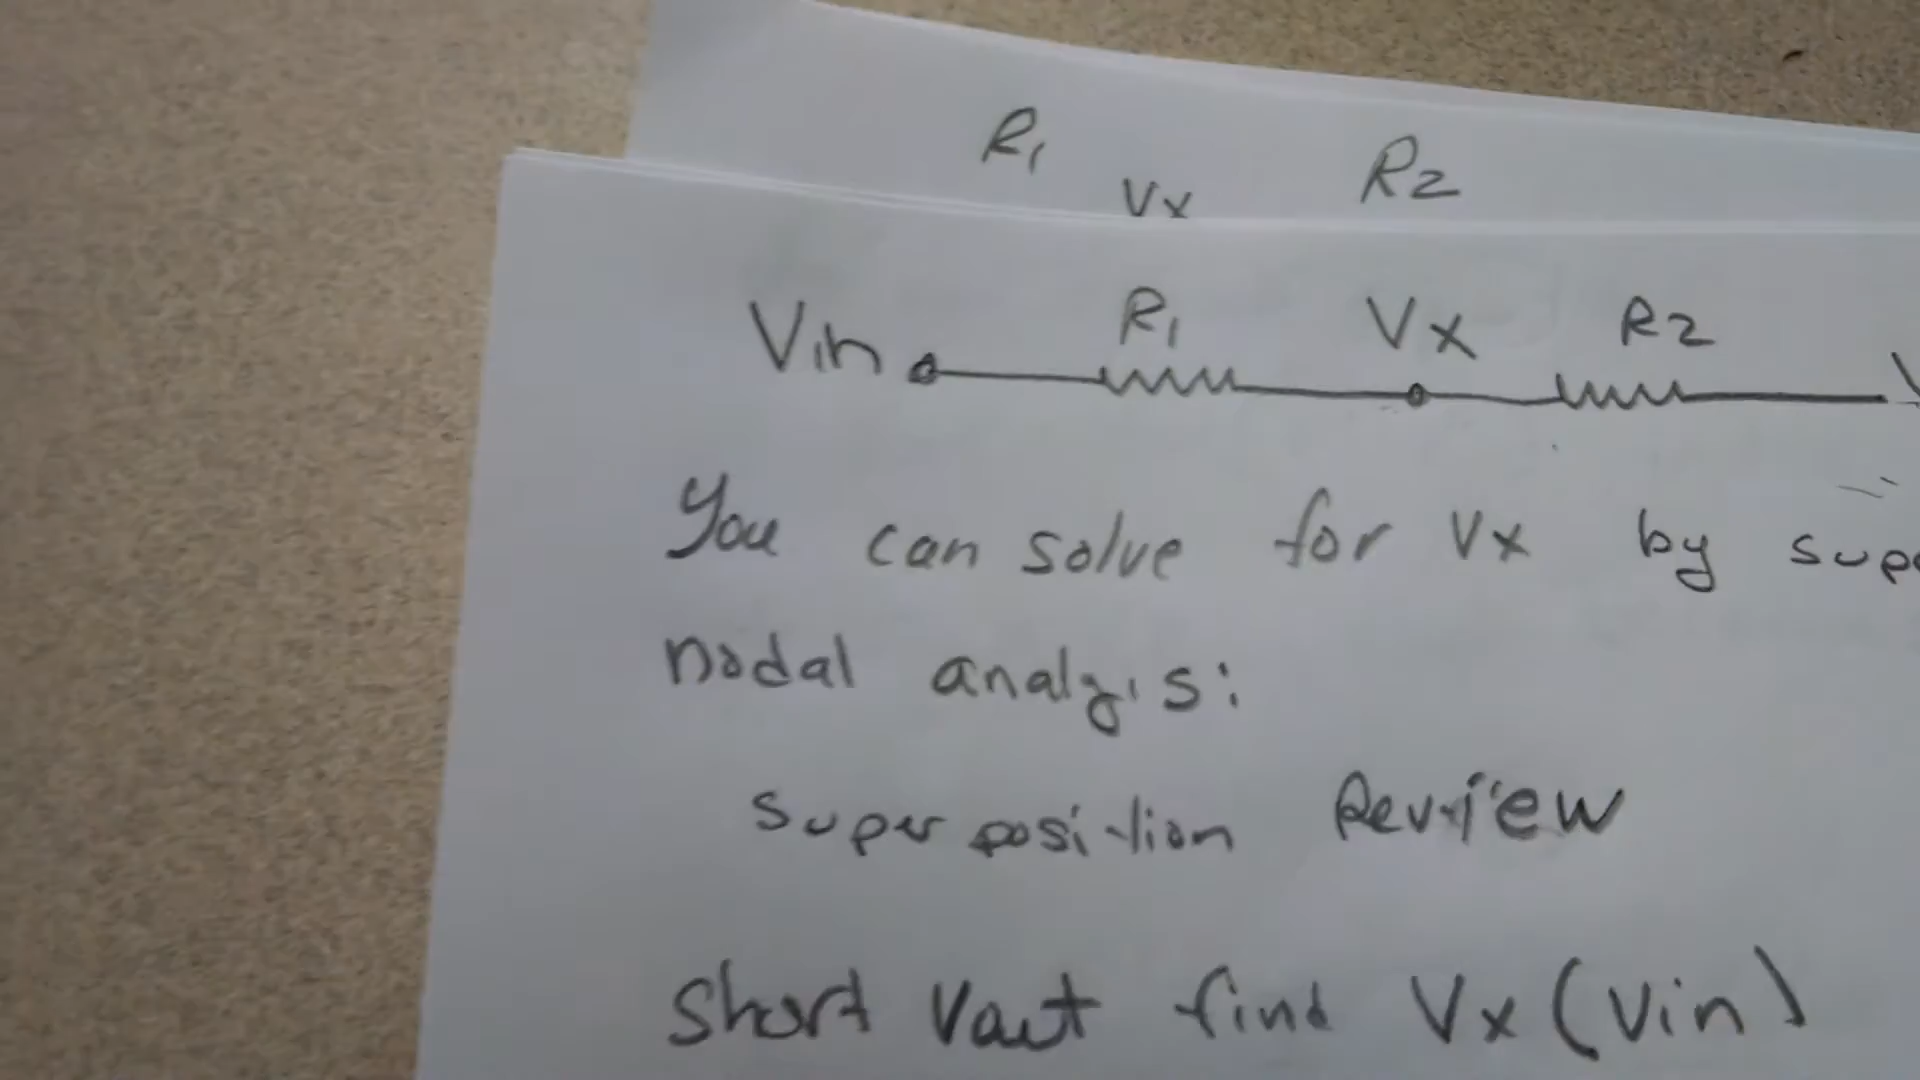 R1 R2
Vx
Vin R1 Vx R2
You can solve for Vx by
nodal analysis:
superposition Review
short Vout find Vx (Vin)